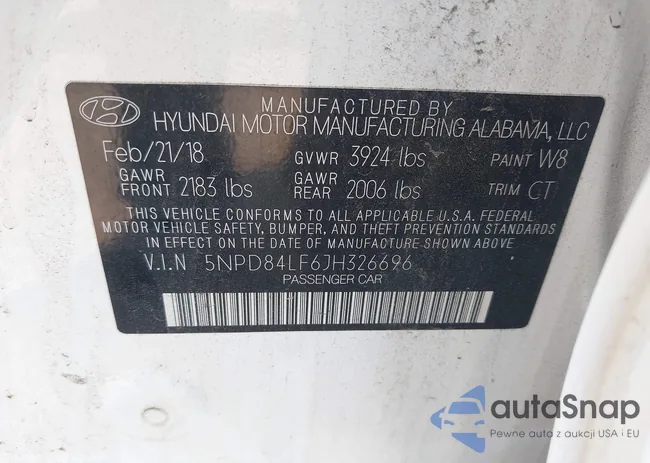 MANUFACTURED BY
HYUNDAI MOTOR MANUFACTURING ALABAMA, LLC
Feb/21/18 GVWR 3924 lbs PAINT W8
GAWR FRONT 2183 lbs GAWR REAR 2006 lbs TRIM CT
THIS VEHICLE CONFORMS TO ALL APPLICABLE U.S.A. FEDERAL
MOTOR VEHICLE SAFETY, BUMPER, AND THEFT PREVENTION STANDARDS
IN EFFECT ON THE DATE OF MANUFACTURE SHOWN ABOVE
V.I.N 5NPD84LF6JH326696
PASSENGER CAR
autaSnap
Pewne auta z aukcji USA i EU